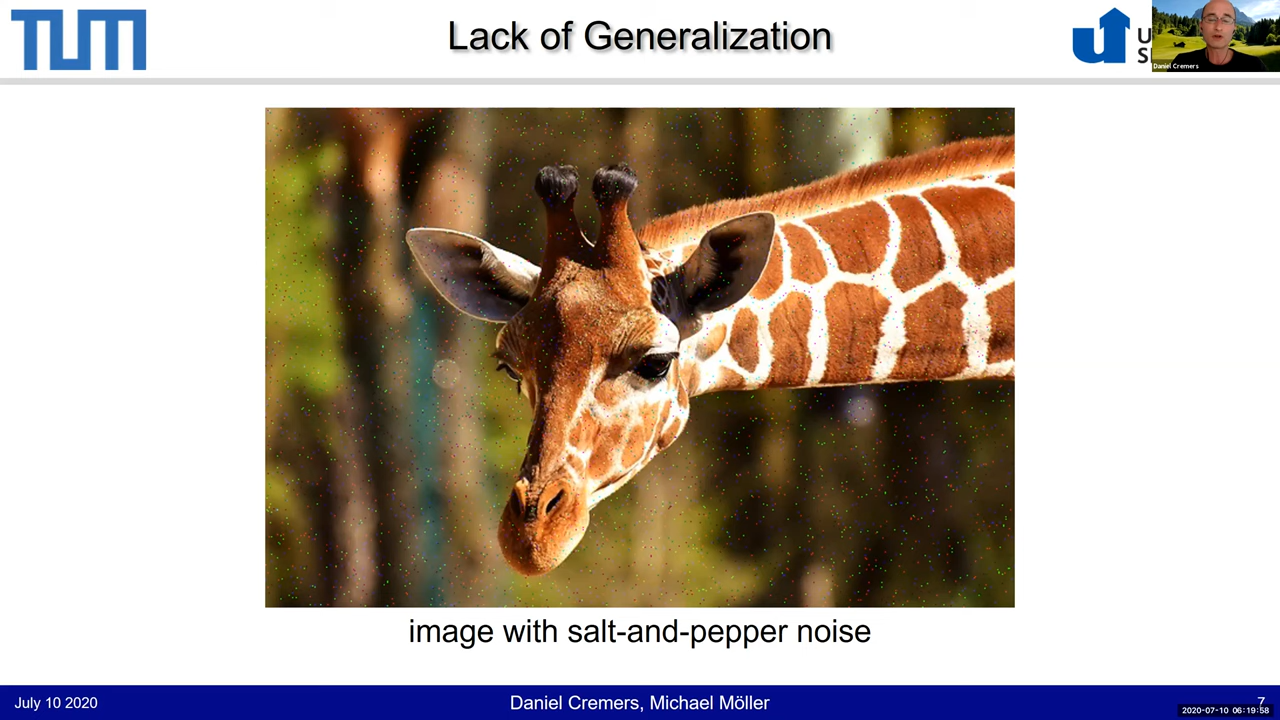 TUM
Lack of Generalization
Daniel Cremers
image with salt-and-pepper noise
July 10 2020
Daniel Cremers, Michael Möller
7
2020-07-10 06:19:58